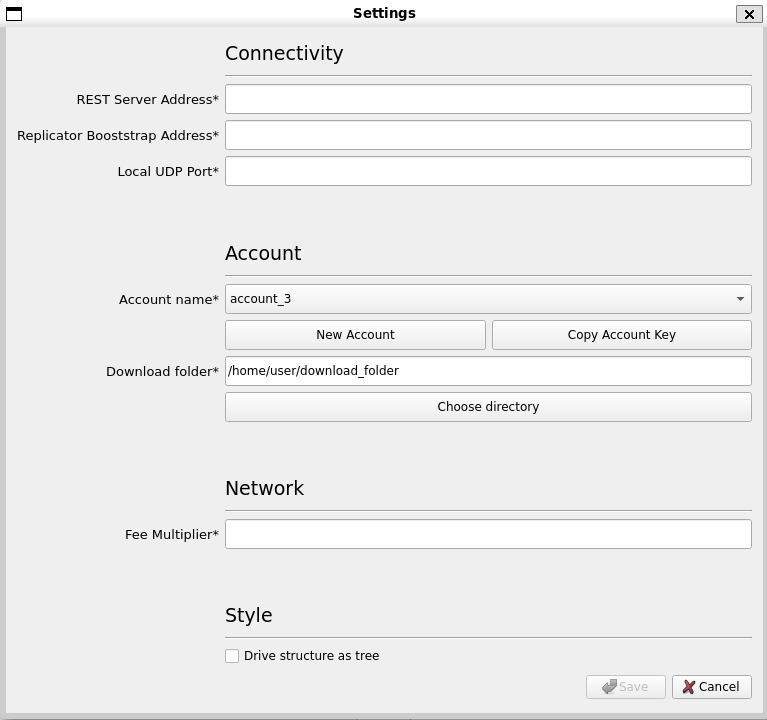 Settings
Connectivity
REST Server Address*
Replicator Booststrap Address*
Local UDP Port*
Account
Account name* account_3
New Account Copy Account Key
Download folder* /home/user/download_folder
Choose directory
Network
Fee Multiplier*
Style
Drive structure as tree
Save Cancel